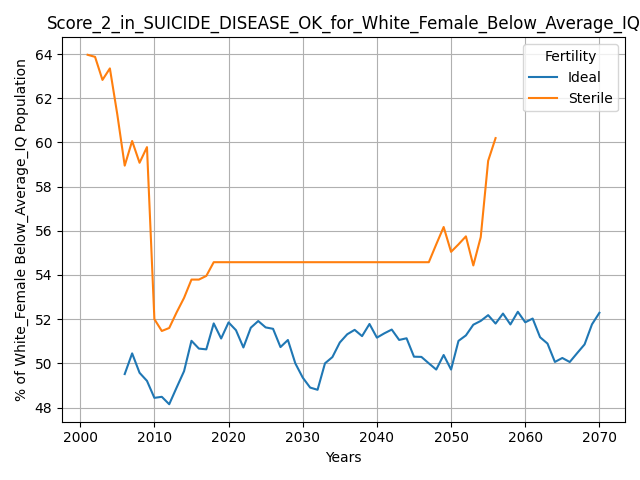 Score_2_in_SUICIDE_DISEASE_OK_for_White_Female_Below_Average_IQ
% of White_Female Below_Average_IQ Population
64
62
60
58
56
54
52
50
48
Fertility
Ideal
Sterile
2000 2010 2020 2030 2040 2050 2060 2070
Years